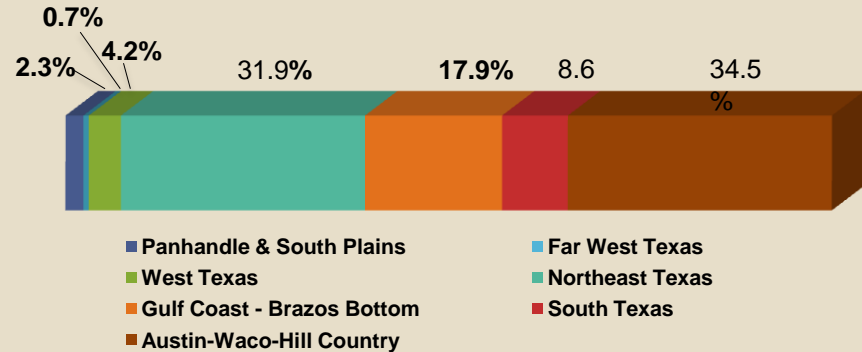 0.7%
2.3%
4.2%
31.9%
17.9%
8.6
34.5
%
Panhandle & South Plains
Far West Texas
West Texas
Northeast Texas
Gulf Coast - Brazos Bottom
South Texas
Austin-Waco-Hill Country